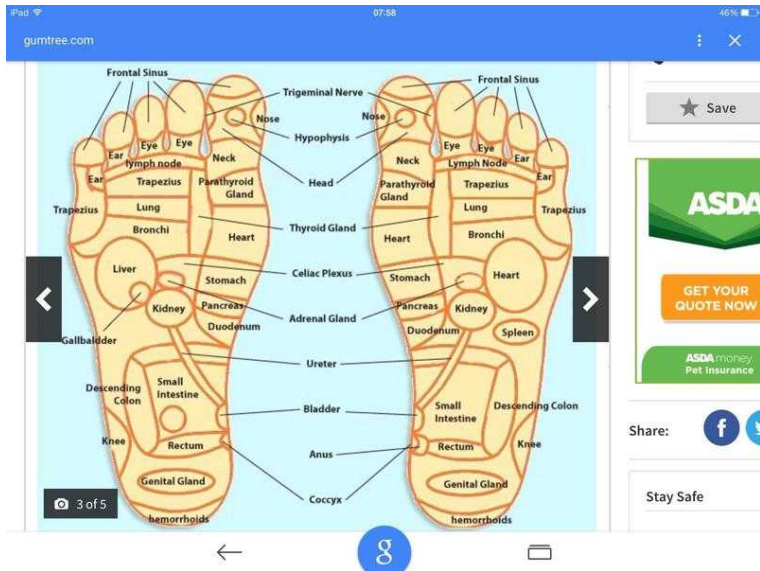 iPad
07:58
46%
gumtree.com
Frontal Sinus
Trigeminal Nerve
Nose
Hypophysis
Eye
Eye
Ear
lymph node
Neck
Head
Ear
Trapezius
Parathyroid
Gland
Trapezius
Lung
Thyroid Gland
Bronchi
Heart
Celiac Plexus
Liver
Stomach
Kidney
Pancreas
Adrenal Gland
Duodenum
Gallbaldder
Ureter
Descending
Colon
Small
Intestine
Bladder
Knee
Rectum
Anus
Genital Gland
Coccyx
hemorrhoids
Frontal Sinus
Nose
Eye
Eye
Ear
Neck
Lymph Node
Ear
Parathyroid
Gland
Trapezius
Lung
Trapezius
Heart
Bronchi
Stomach
Heart
Pancreas
Kidney
Duodenum
Spleen
Small
Intestine
Descending Colon
Rectum
Knee
Genital Gland
hemorrhoids
3 of 5
Save
ASDA
GET YOUR
QUOTE NOW
ASDA money
Pet Insurance
Share:
f
Stay Safe
g